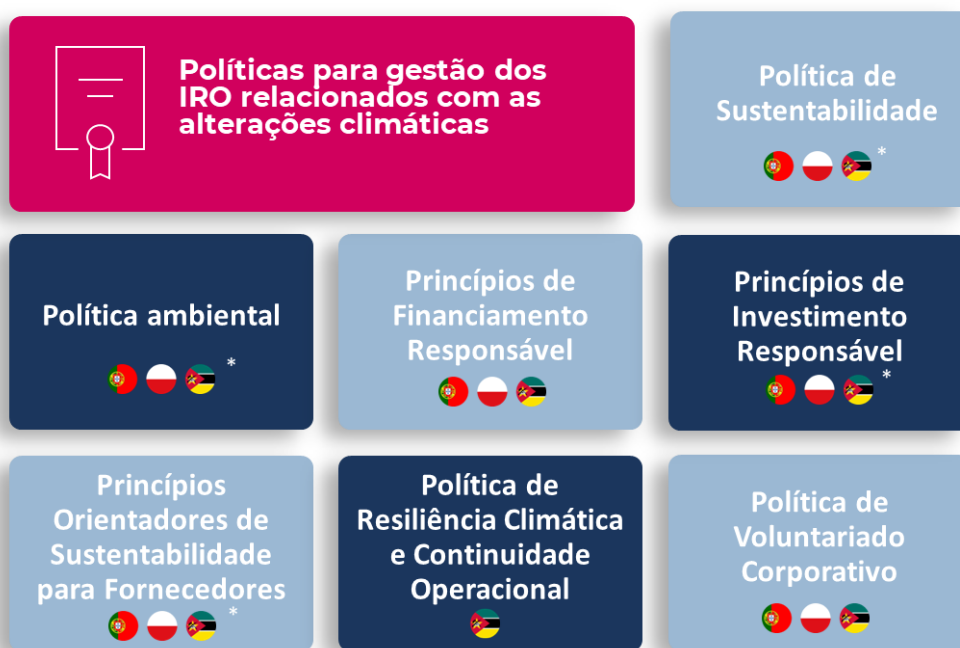 Políticas para gestão dos
IRO relacionados com as
alterações climáticas
Política de
Sustentabilidade
*
Política ambiental
*
Princípios de
Financiamento
Responsável
Princípios de
Investimento
Responsável
*
Princípios
Orientadores de
Sustentabilidade
para Fornecedores
*
Política de
Resiliência Climática
e Continuidade
Operacional
Política de
Voluntariado
Corporativo